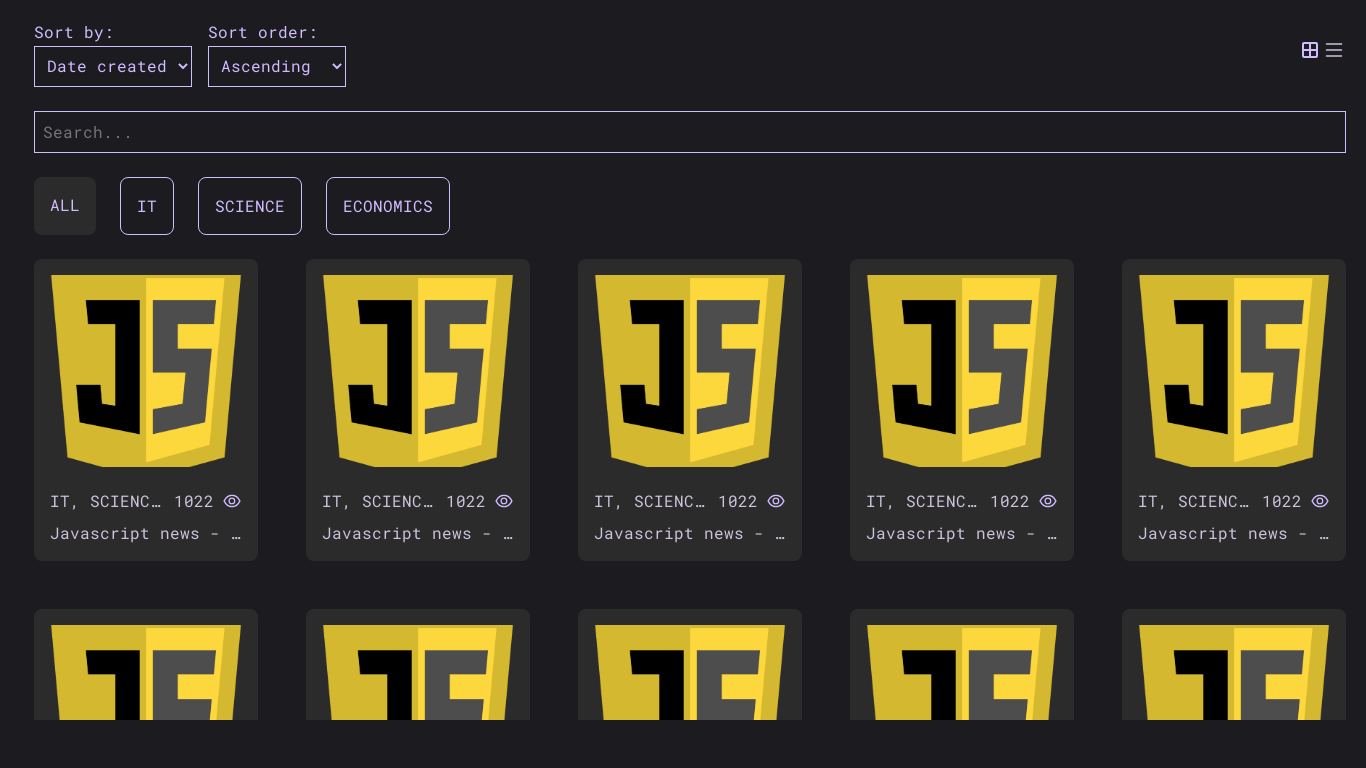 Sort by: Sort order:
Date created Ascending
Search...
ALL IT SCIENCE ECONOMICS
JS JS JS JS JS
IT, SCIENC… 1022 IT, SCIENC… 1022 IT, SCIENC… 1022 IT, SCIENC… 1022 IT, SCIENC… 1022
Javascript news - … Javascript news - … Javascript news - … Javascript news - … Javascript news - …
JS JS JS JS JS